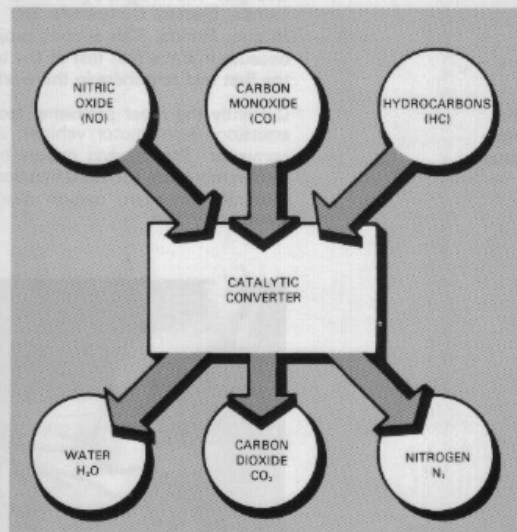 NITRIC
OXIDE
(NO)
CARBON
MONOXIDE
(CO)
HYDROCARBONS
(HC)
CATALYTIC
CONVERTER
WATER
H₂O
CARBON
DIOXIDE
CO₂
NITROGEN
N₂